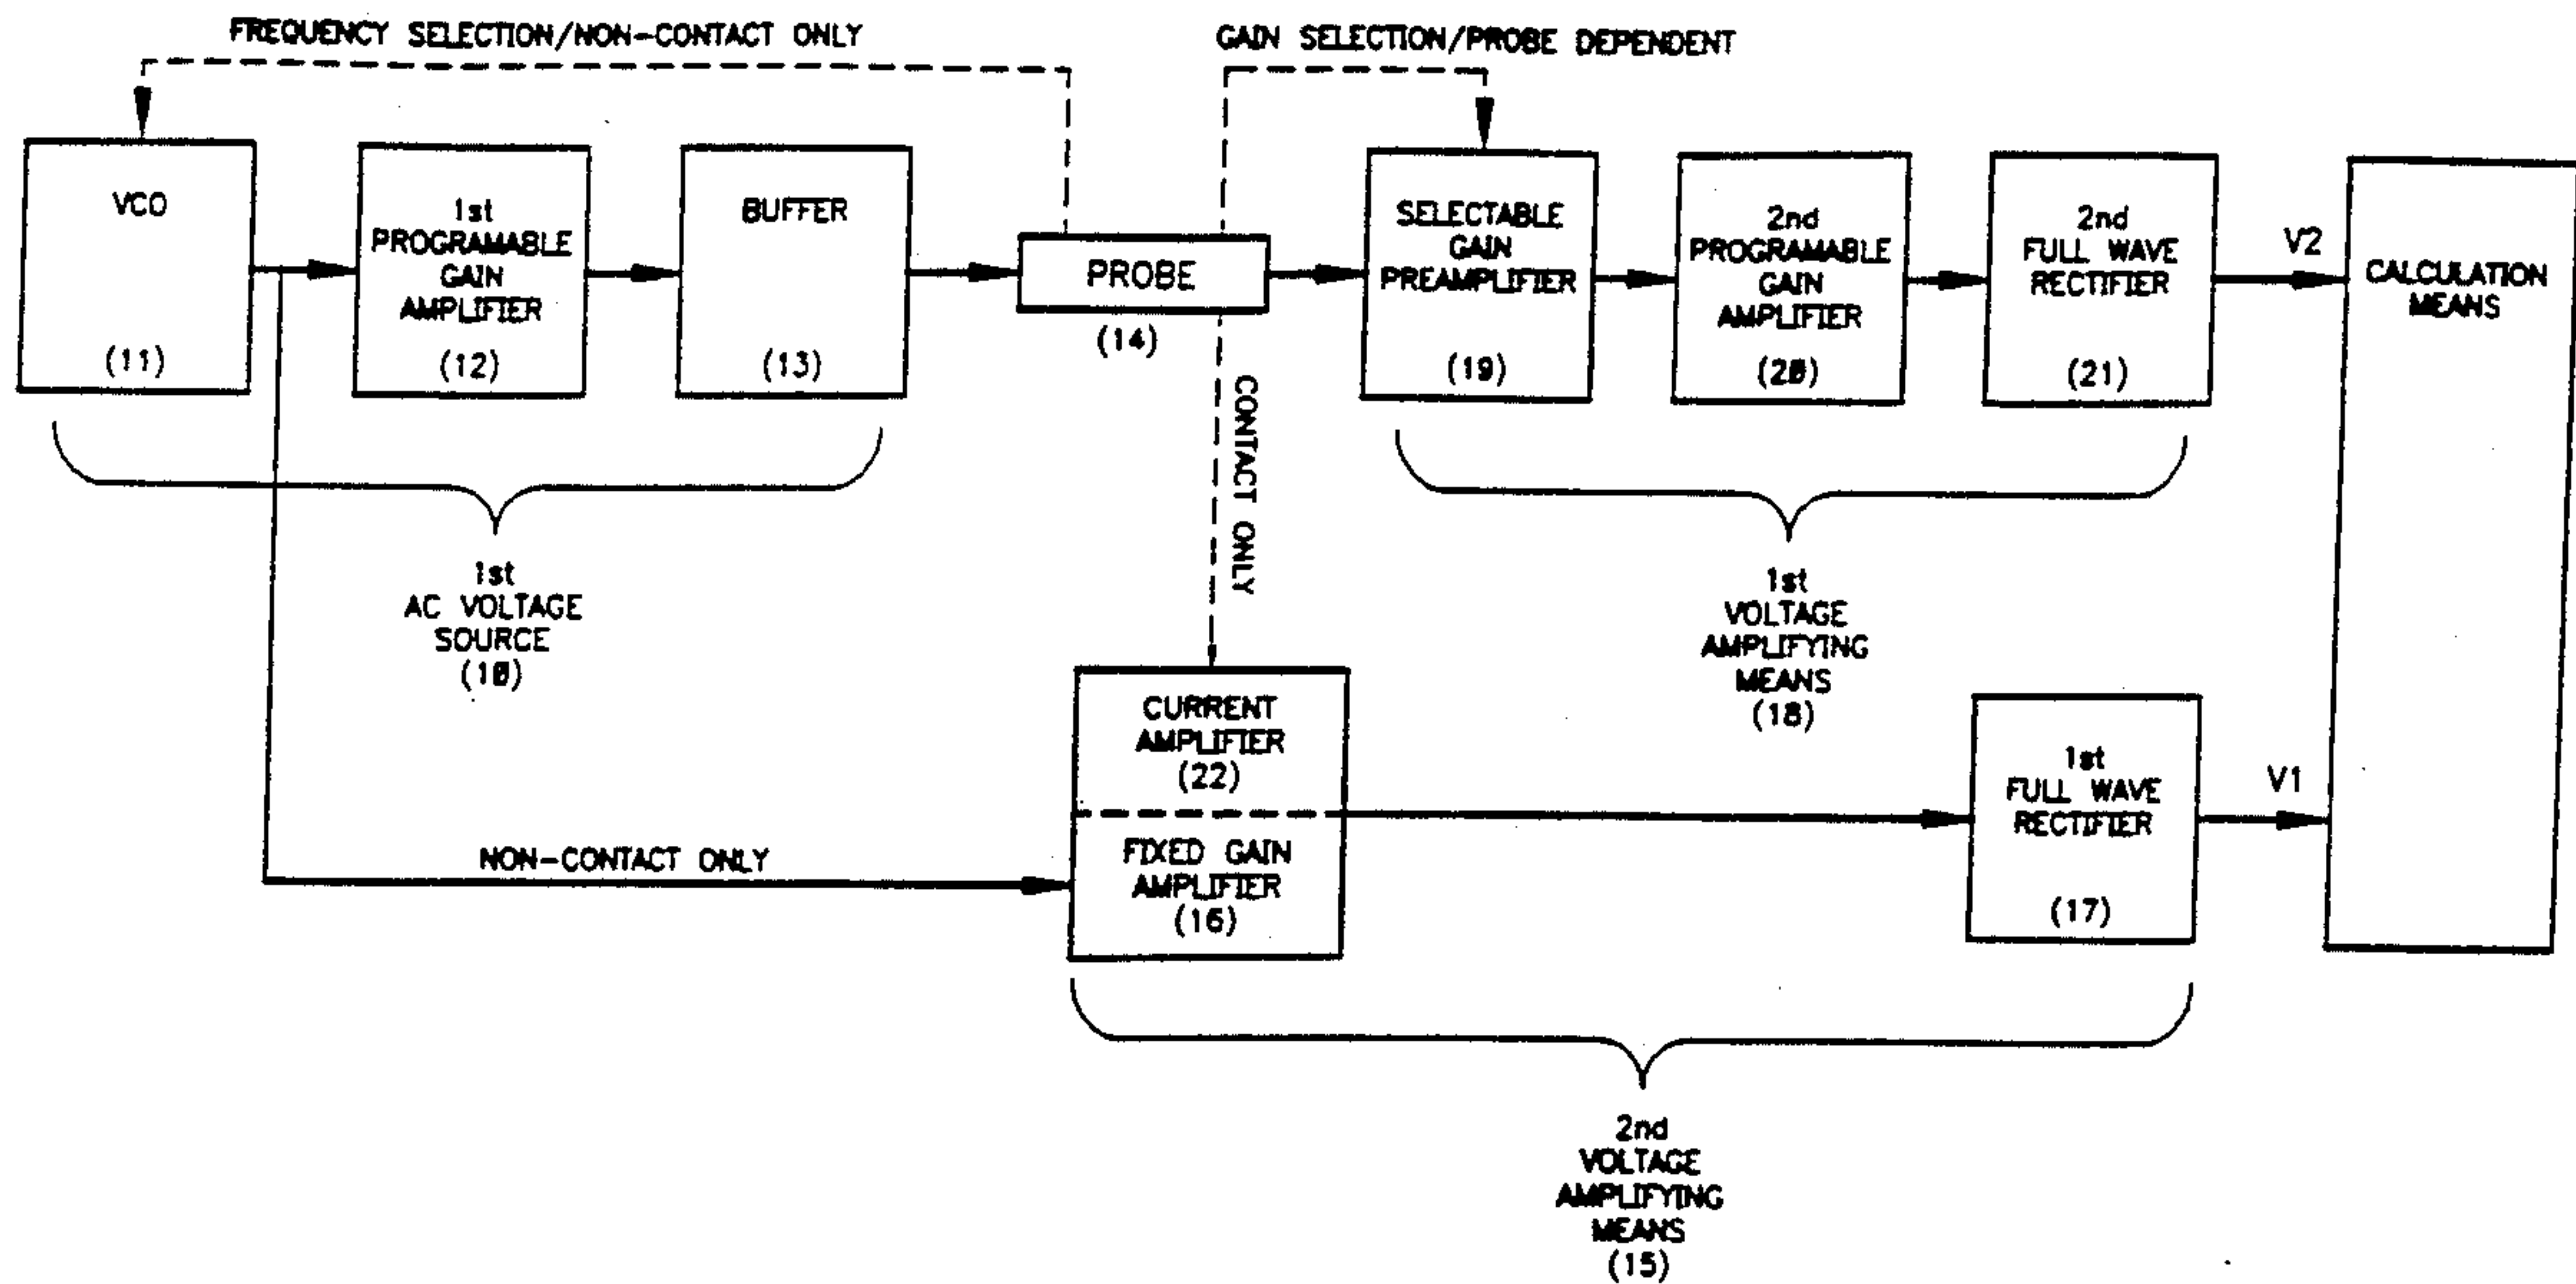 FREQUENCY SELECTION/NON-CONTACT ONLY
GAIN SELECTION/PROBE DEPENDENT
VCO
(11)
1st
PROGRAMABLE
GAIN
AMPLIFIER
(12)
BUFFER
(13)
PROBE
(14)
SELECTABLE
GAIN
PREAMPLIFIER
(19)
2nd
PROGRAMABLE
GAIN
AMPLIFIER
(20)
2nd
FULL WAVE
RECTIFIER
(21)
V2
CALCULATION
MEANS
CONTACT ONLY
1st
AC VOLTAGE
SOURCE
(10)
1st
VOLTAGE
AMPLIFYING
MEANS
(18)
CURRENT
AMPLIFIER
(22)
FIXED GAIN
AMPLIFIER
(16)
NON-CONTACT ONLY
1st
FULL WAVE
RECTIFIER
(17)
V1
2nd
VOLTAGE
AMPLIFYING
MEANS
(15)